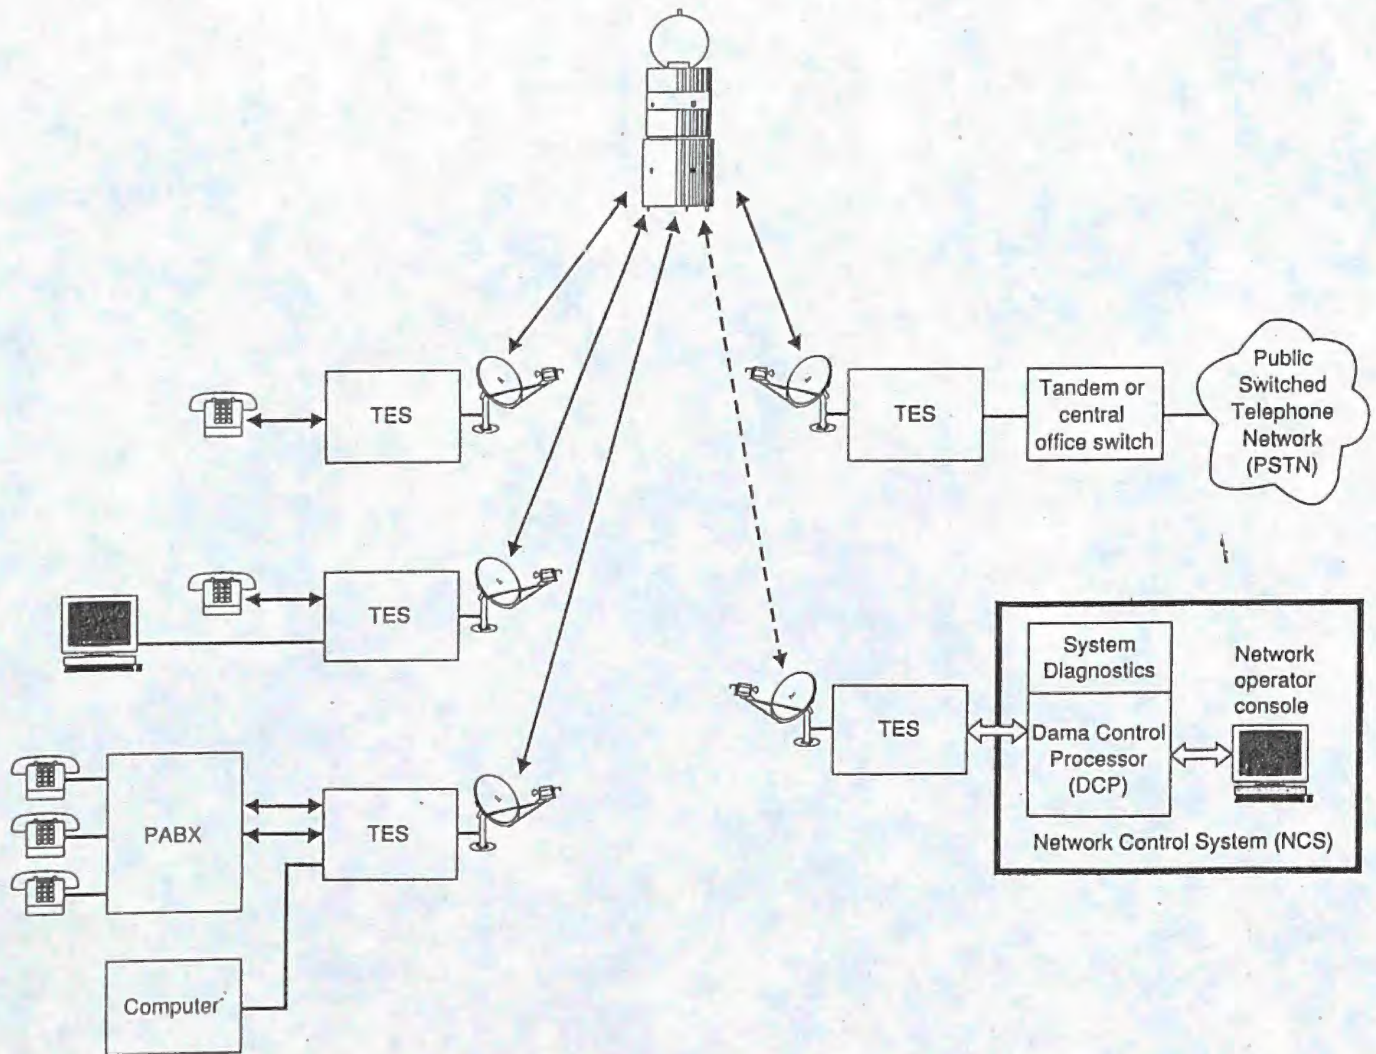 TES
TES
Tandem or
central
office switch
Public
Switched
Telephone
Network
(PSTN)
TES
TES
System
Diagnostics
Dama Control
Processor
(DCP)
Network
operator
console
Network Control System (NCS)
PABX
TES
Computer